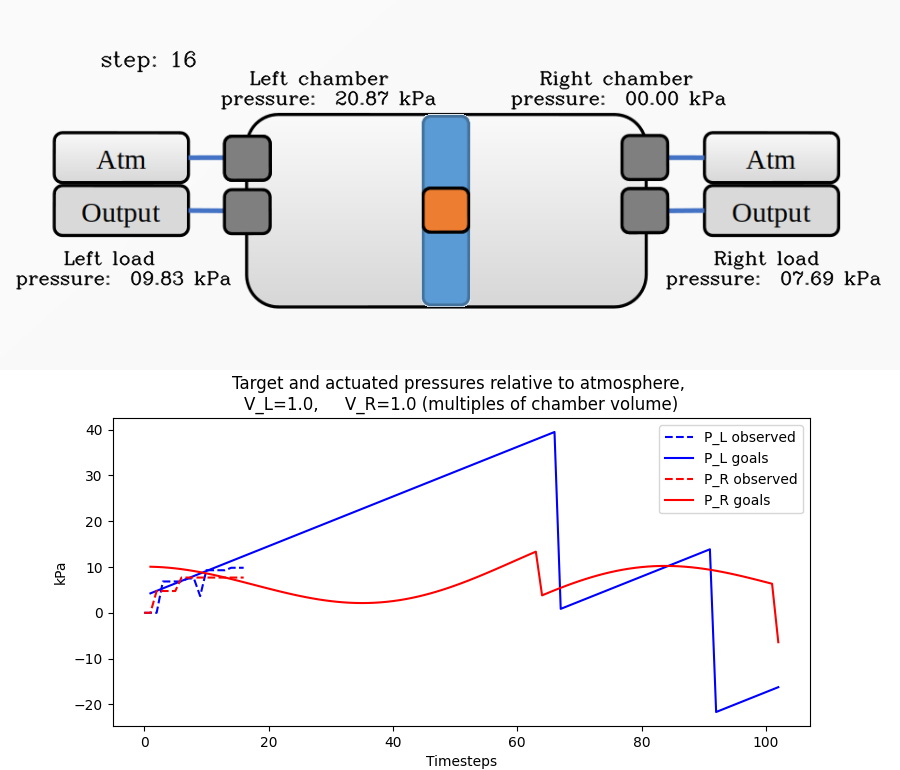 step: 16
Left chamber
pressure: 20.87 kPa
Right chamber
pressure: 00.00 kPa
Atm
Output
Atm
Output
Left load
pressure: 09.83 kPa
Right load
pressure: 07.69 kPa
Target and actuated pressures relative to atmosphere,
V_L=1.0, V_R=1.0 (multiples of chamber volume)
P_L observed
P_L goals
P_R observed
P_R goals
kPa
40
30
20
10
0
−10
−20
0 20 40 60 80 100
Timesteps